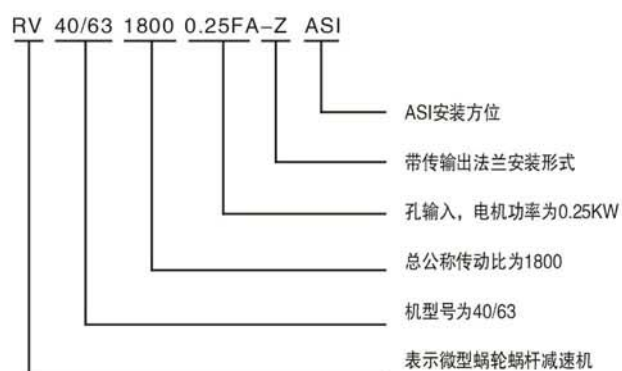 RV 40/63 1800 0.25FA-Z ASI
ASI安装方位
带传输出法兰安装形式
孔输入，电机功率为0.25KW
总公称传动比为1800
机型号为40/63
表示微型蜗轮蜗杆减速机